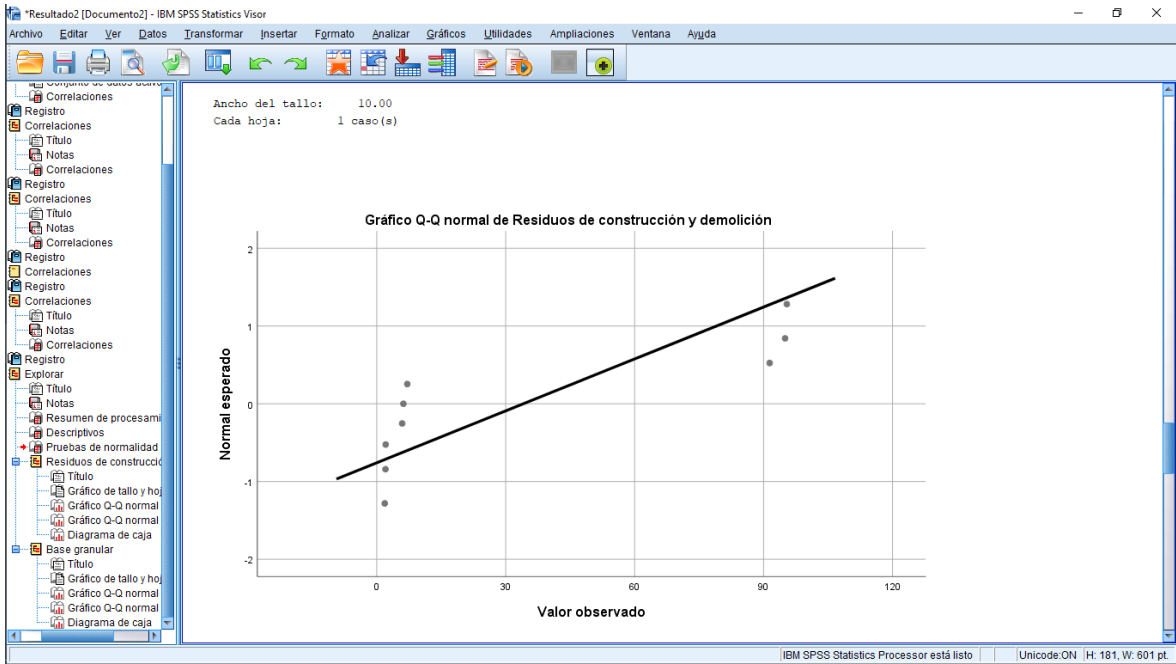 *Resultado2 [Documento2] - IBM SPSS Statistics Visor
Archivo Editar Ver Datos Transformar Insertar Formato Analizar Gráficos Utilidades Ampliaciones Ventana Ayuda
Conjunto de datos activo
Correlaciones
Registro
Correlaciones
Título
Notas
Correlaciones
Registro
Correlaciones
Título
Notas
Correlaciones
Registro
Correlaciones
Registro
Correlaciones
Título
Notas
Correlaciones
Registro
Explorar
Título
Notas
Resumen de procesami
Descriptivos
Pruebas de normalidad
Residuos de construcció
Título
Gráfico de tallo y hoj
Gráfico Q-Q normal
Gráfico Q-Q normal
Diagrama de caja
Base granular
Título
Gráfico de tallo y hoj
Gráfico Q-Q normal
Gráfico Q-Q normal
Diagrama de caja
Ancho del tallo: 10.00
Cada hoja: 1 caso(s)
Gráfico Q-Q normal de Residuos de construcción y demolición
Normal esperado
2
1
0
-1
-2
0 30 60 90 120
Valor observado
IBM SPSS Statistics Processor está listo Unicode:ON H: 181, W: 601 pt.